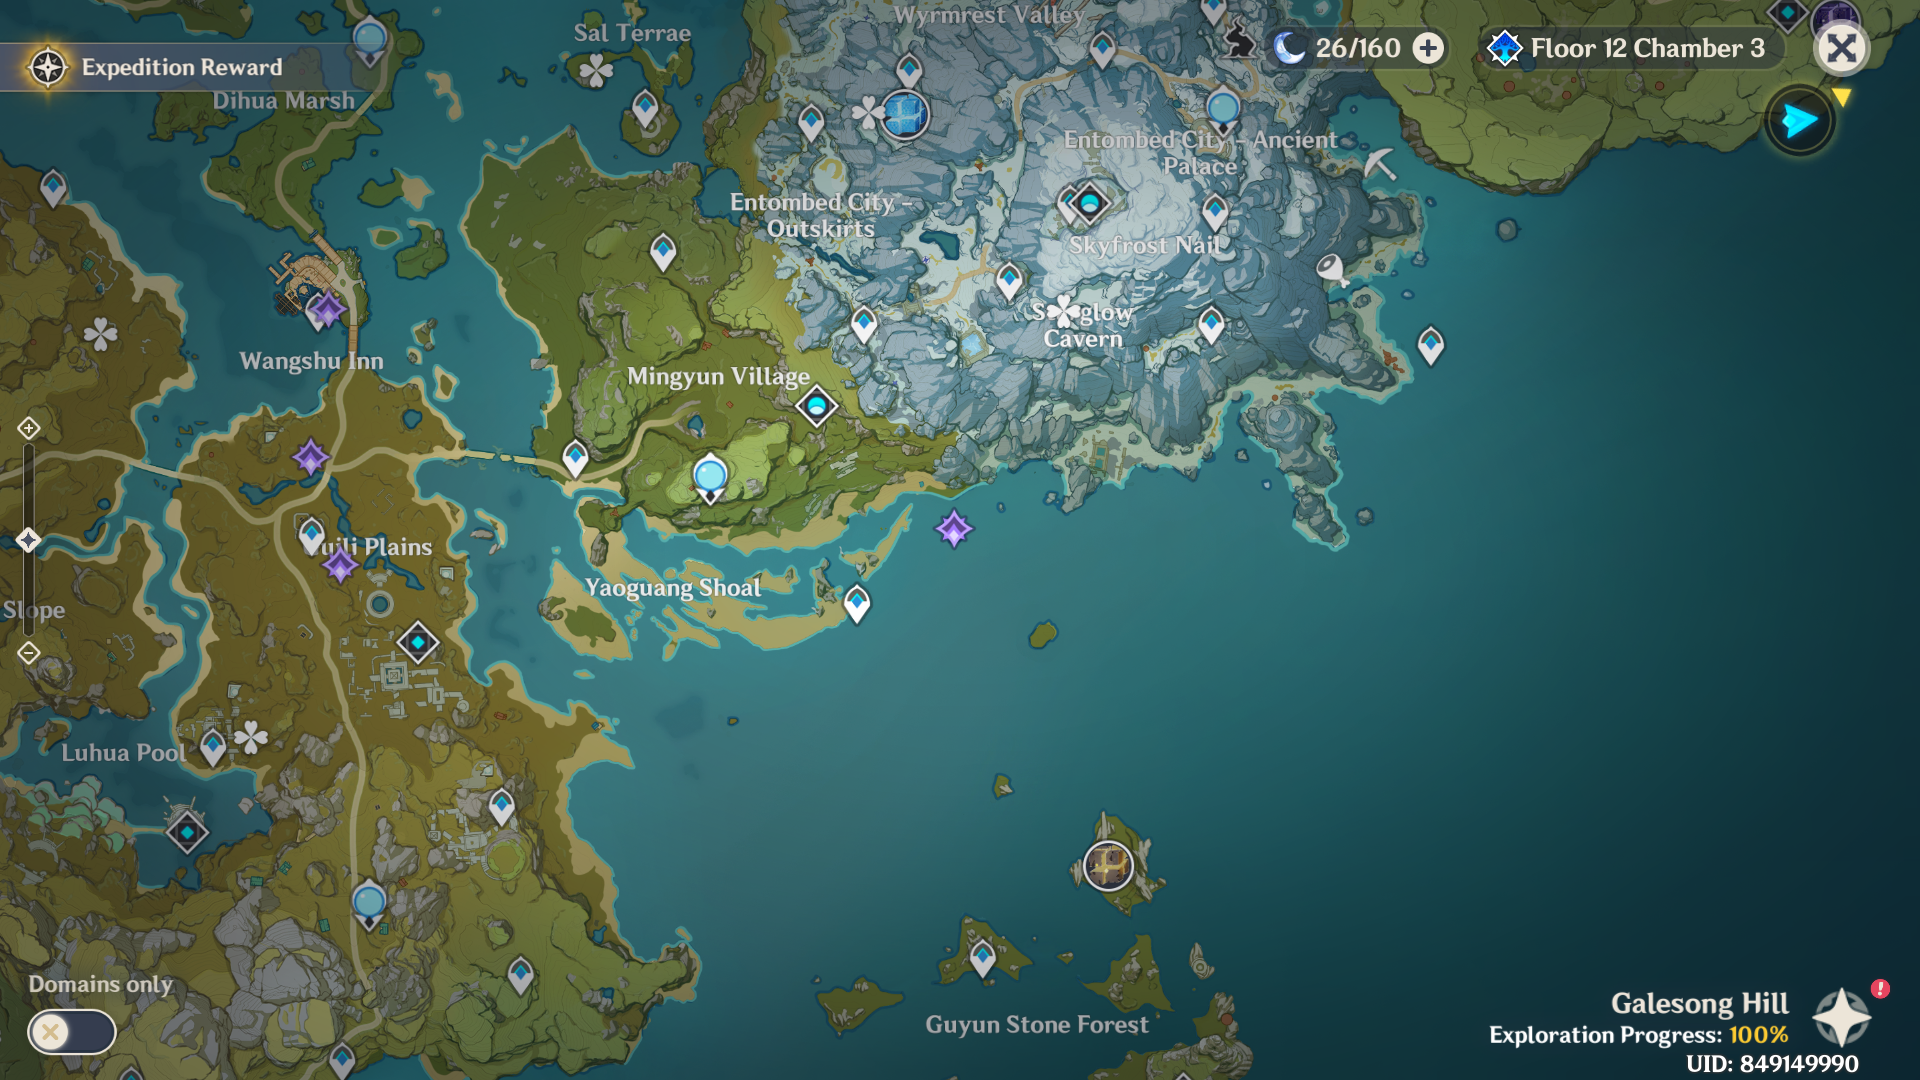 Wyrmrest Valley
Sal Terrae
26/160
Floor 12 Chamber 3
Expedition Reward
Dihua Marsh
Entombed City - Ancient
Palace
Entombed City -
Outskirts
Skyfrost Nail
Cavern
Wangshu Inn
Mingyun Village
Plains
Yaoguang Shoal
Slope
Luhua Pool
Domains only
Guyun Stone Forest
Galesong Hill
Exploration Progress: 100%
UID: 849149990